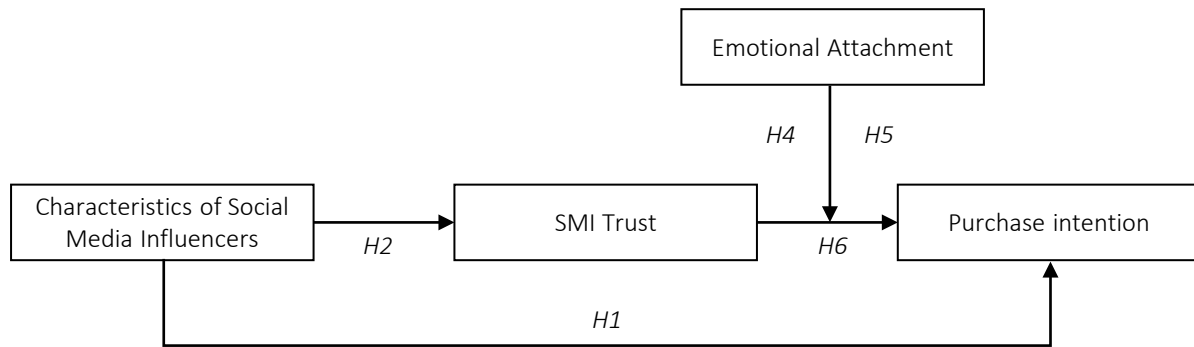 Emotional Attachment
H4
H5
Characteristics of Social
Media Influencers
H2
SMI Trust
H6
Purchase intention
H1